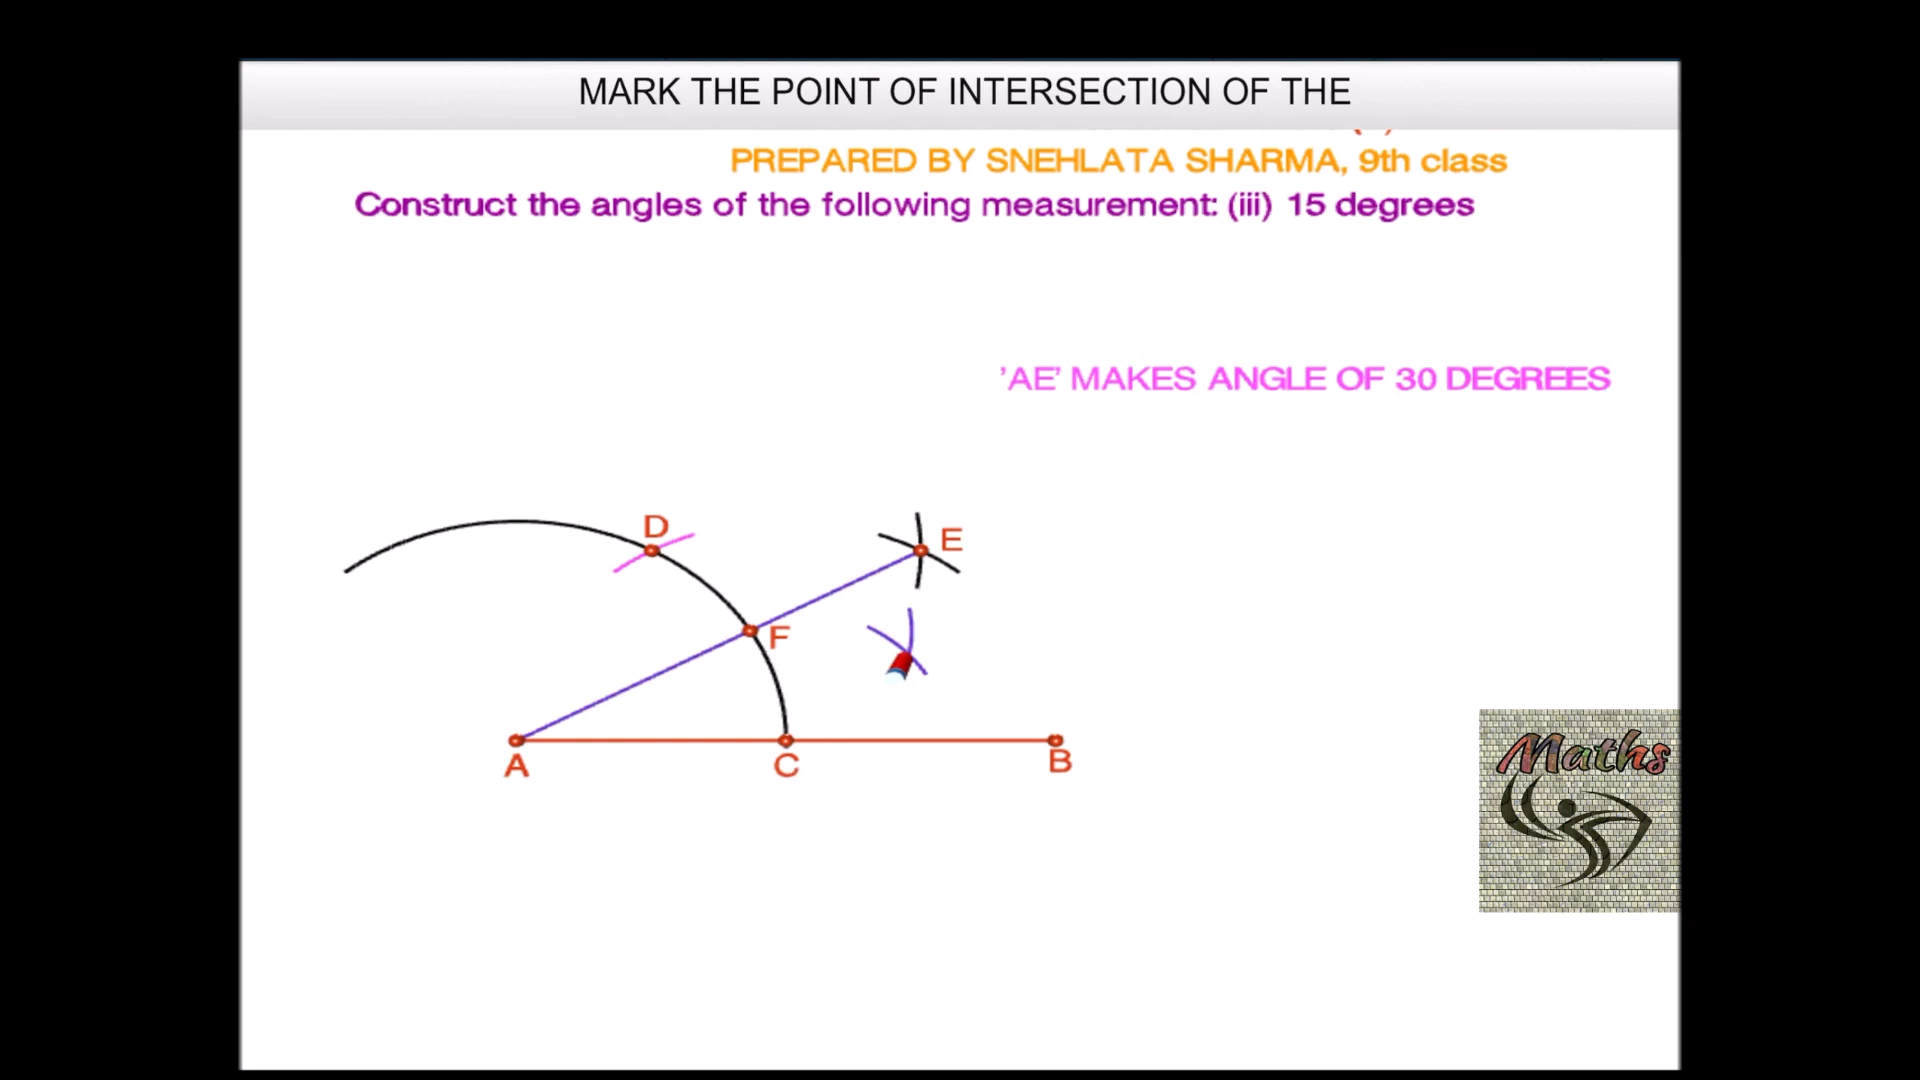 MARK THE POINT OF INTERSECTION OF THE
PREPARED BY SNEHLATA SHARMA, 9th class
Construct the angles of the following measurement: (iii) 15 degrees
'AE' MAKES ANGLE OF 30 DEGREES
D
E
F
A
C
B
Maths